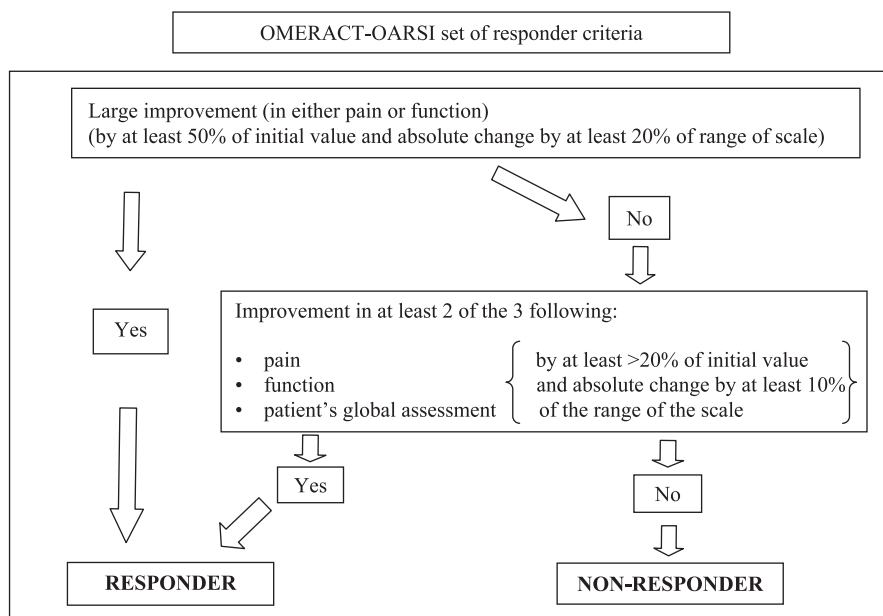 OMERACT-OARSI set of responder criteria
Large improvement (in either pain or function)
(by at least 50% of initial value and absolute change by at least 20% of range of scale)
No
Yes
Improvement in at least 2 of the 3 following:
• pain
• function
• patient's global assessment
by at least >20% of initial value
and absolute change by at least 10%
of the range of the scale
Yes
No
RESPONDER
NON-RESPONDER